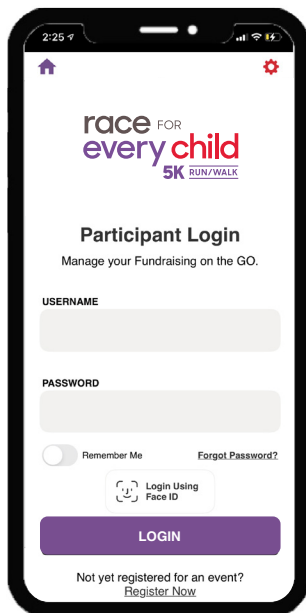 2:25
race FOR
every child
5K RUN/WALK
Participant Login
Manage your Fundraising on the GO.
USERNAME
PASSWORD
Remember Me Forgot Password?
Login Using
Face ID
LOGIN
Not yet registered for an event?
Register Now